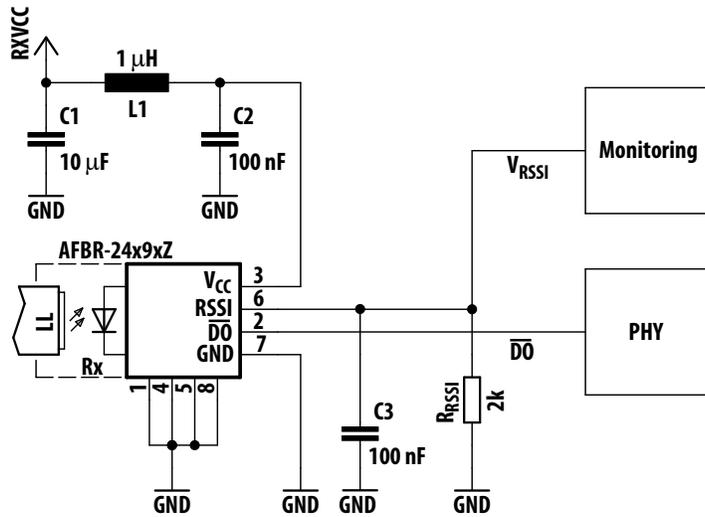 RXVCC
1 μH
L1
C1
10 μF
GND
C2
100 nF
GND
Monitoring
V_RSSI
AFBR-24x9xZ
LL
Rx
V_CC
3
RSSI
6
D̅O̅
2
GND
7
1
4
5
8
D̅O̅
PHY
C3
100 nF
R_RSSI
2k
GND
GND
GND
GND